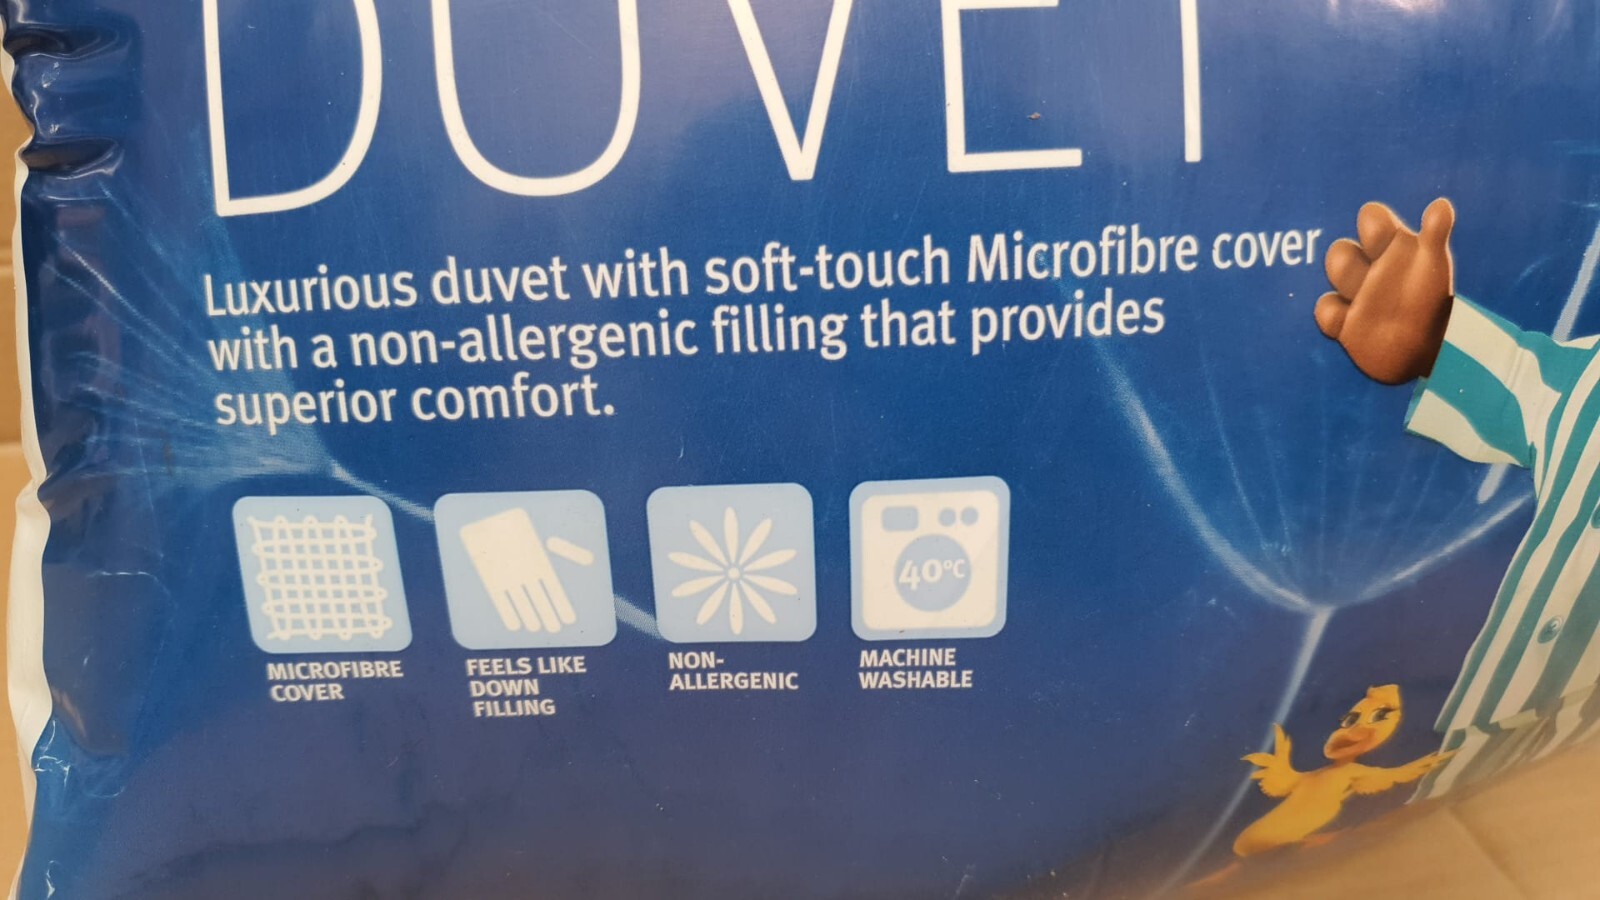 DUVET
Luxurious duvet with soft-touch Microfibre cover
with a non-allergenic filling that provides
superior comfort.
40°C
MICROFIBRE
COVER
FEELS LIKE
DOWN
FILLING
NON-
ALLERGENIC
MACHINE
WASHABLE